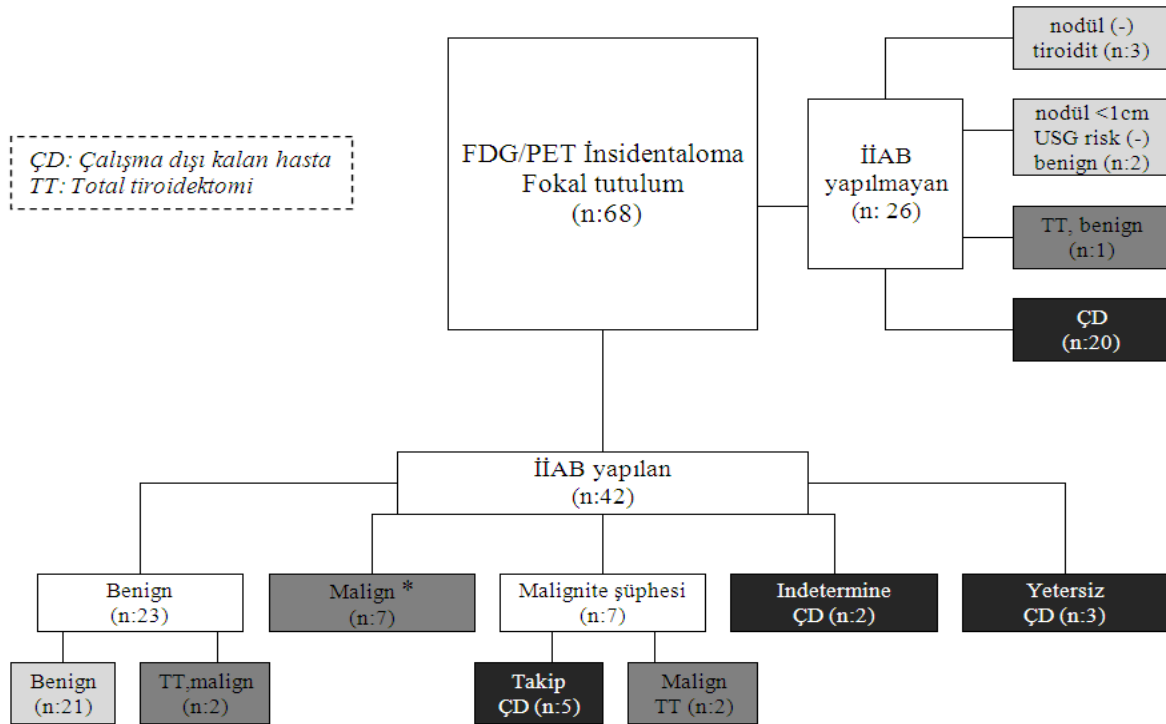 nodül (-)
tiroidit (n:3)
nodül <1cm
USG risk (-)
benign (n:2)
ÇD: Çalışma dışı kalan hasta
TT: Total tiroidektomi
FDG/PET İnsidentaloma
Fokal tutulum
(n:68)
İİAB
yapılmayan
(n: 26)
TT, benign
(n:1)
ÇD
(n:20)
İİAB yapılan
(n:42)
Benign
(n:23)
Malign *
(n:7)
Malignite şüphesi
(n:7)
Indetermine
ÇD (n:2)
Yetersiz
ÇD (n:3)
Benign
(n:21)
TT,malign
(n:2)
Takip
ÇD (n:5)
Malign
TT (n:2)